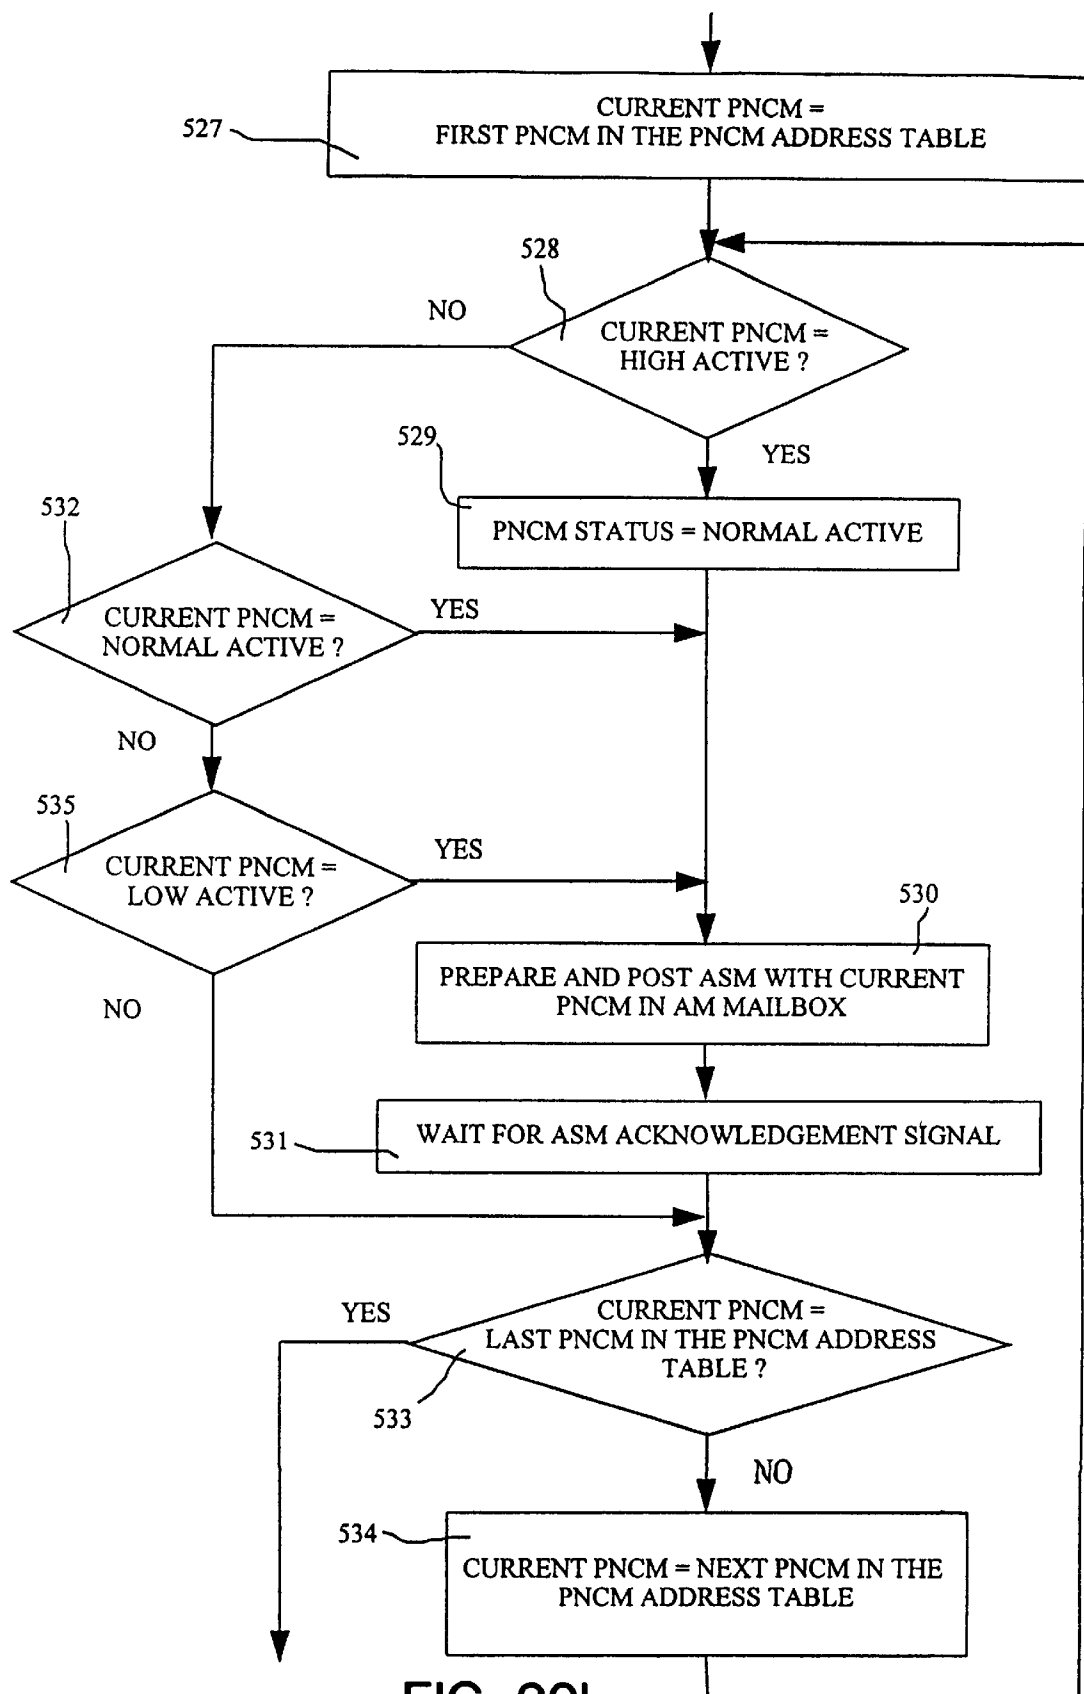 CURRENT PNCM =
FIRST PNCM IN THE PNCM ADDRESS TABLE
527
528
NO
CURRENT PNCM =
HIGH ACTIVE ?
529
YES
532
PNCM STATUS = NORMAL ACTIVE
CURRENT PNCM =
NORMAL ACTIVE ?
YES
NO
535
CURRENT PNCM =
LOW ACTIVE ?
YES
530
NO
PREPARE AND POST ASM WITH CURRENT
PNCM IN AM MAILBOX
531
WAIT FOR ASM ACKNOWLEDGEMENT SIGNAL
YES
CURRENT PNCM =
LAST PNCM IN THE PNCM ADDRESS
TABLE ?
533
NO
534
CURRENT PNCM = NEXT PNCM IN THE
PNCM ADDRESS TABLE
FIG.